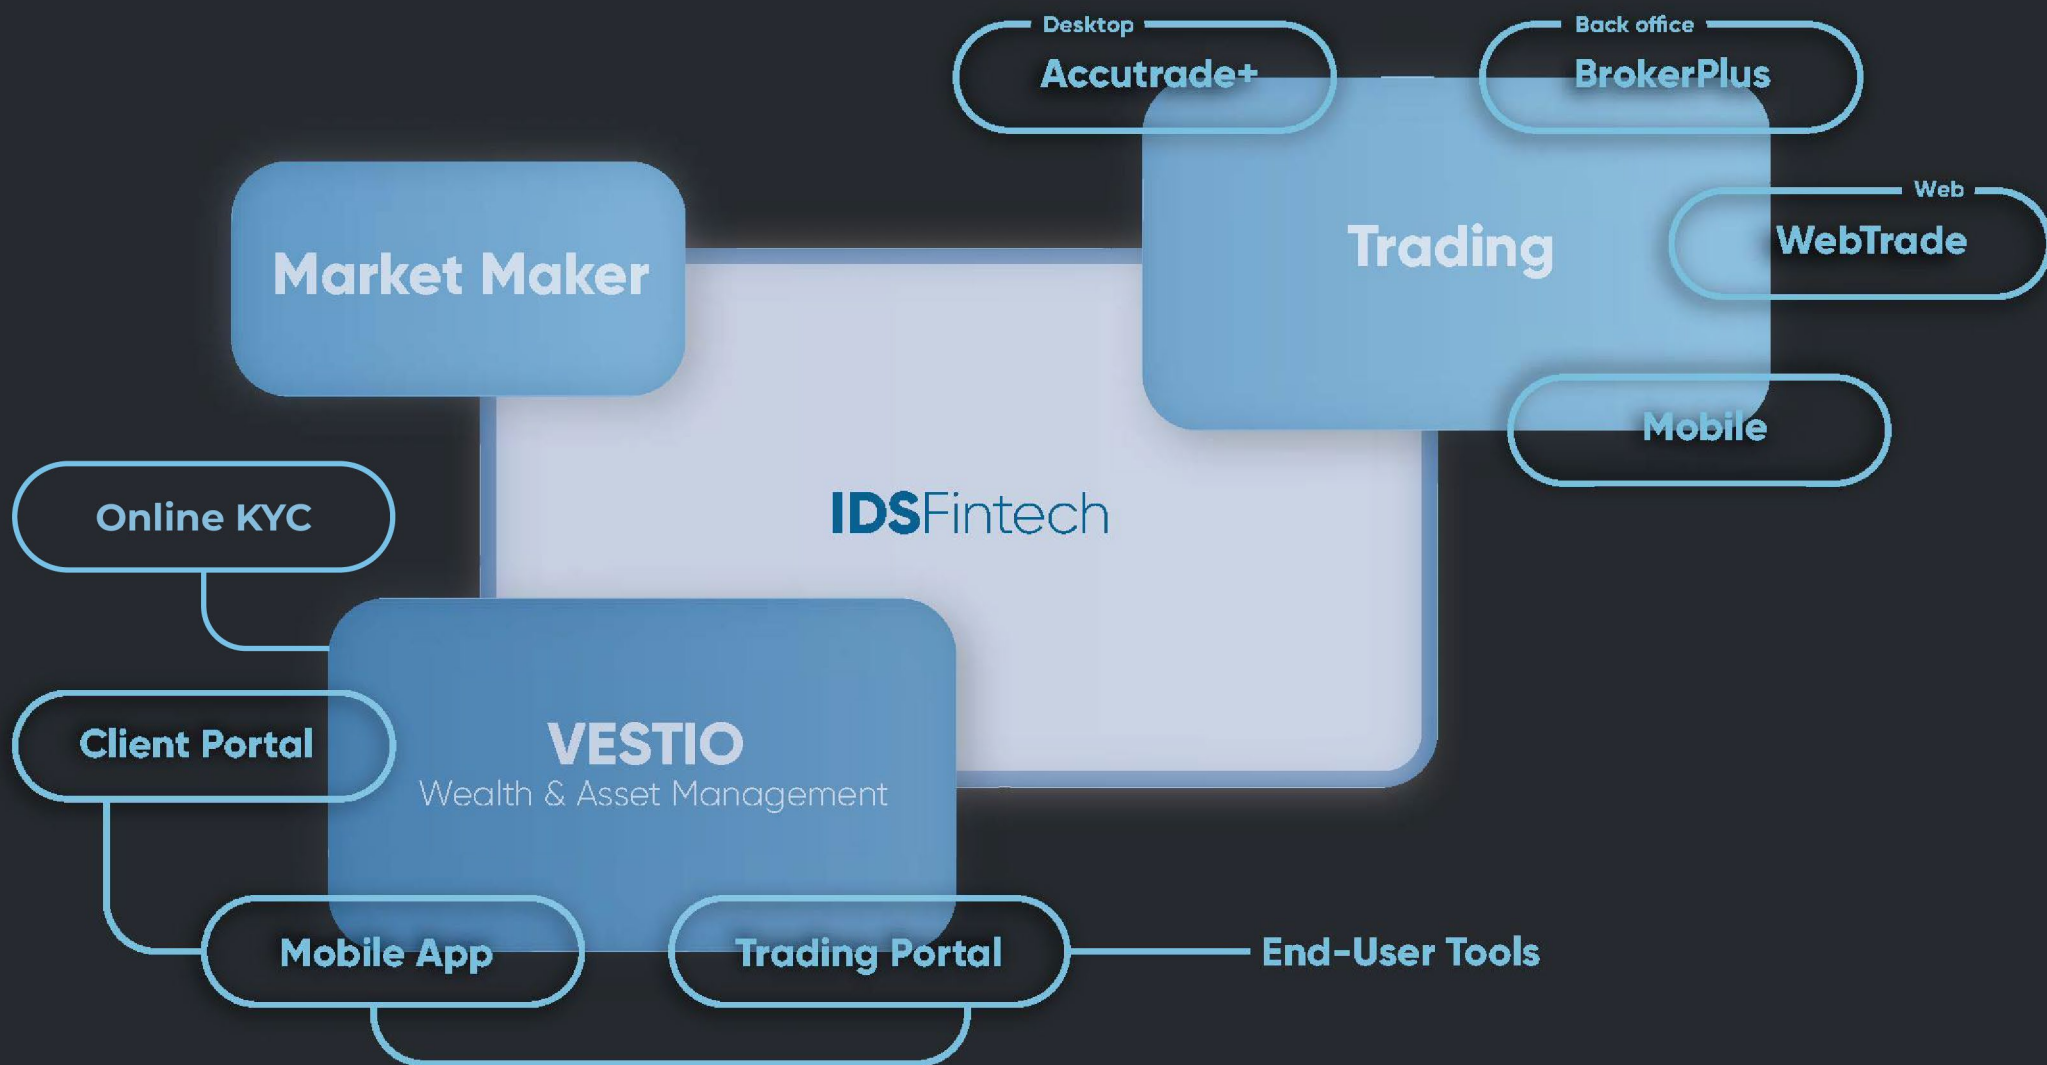 Desktop
Accutrade+
Back office
BrokerPlus
Web
WebTrade
Market Maker
Trading
Mobile
Online KYC
IDSFintech
Client Portal
VESTIO
Wealth & Asset Management
Mobile App
Trading Portal
End-User Tools